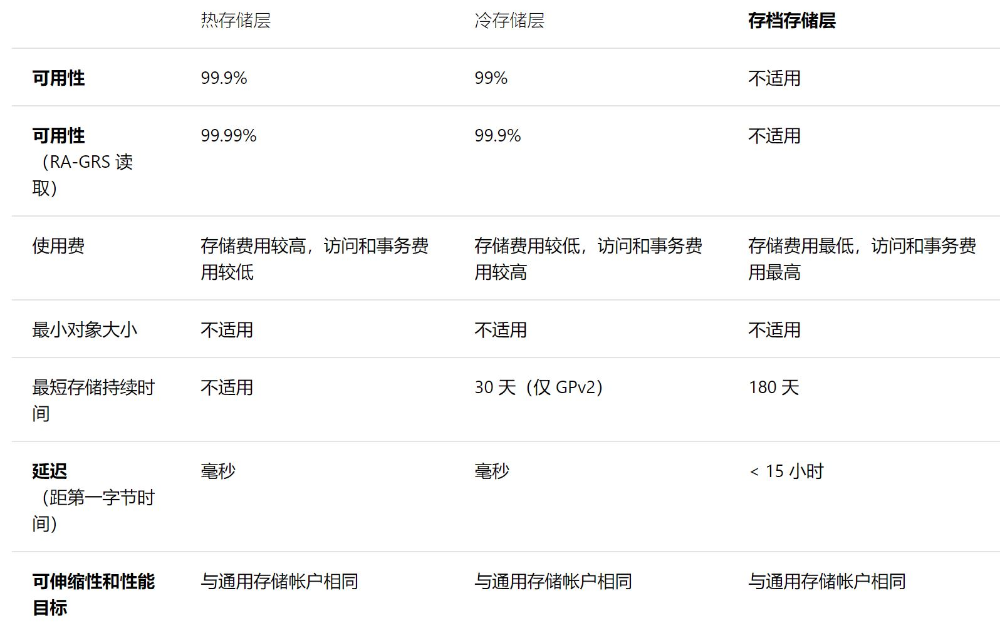 热存储层 冷存储层 存档存储层
可用性 99.9% 99% 不适用
可用性 99.99% 99.9% 不适用
（RA-GRS 读
取）
使用费 存储费用较高，访问和事务费 存储费用较低，访问和事务费 存储费用最低，访问和事务费
用较低 用较高 用最高
最小对象大小 不适用 不适用 不适用
最短存储持续时 不适用 30 天（仅 GPv2） 180 天
间
延迟 毫秒 毫秒 < 15 小时
（距第一字节时
间）
可伸缩性和性能 与通用存储帐户相同 与通用存储帐户相同 与通用存储帐户相同
目标